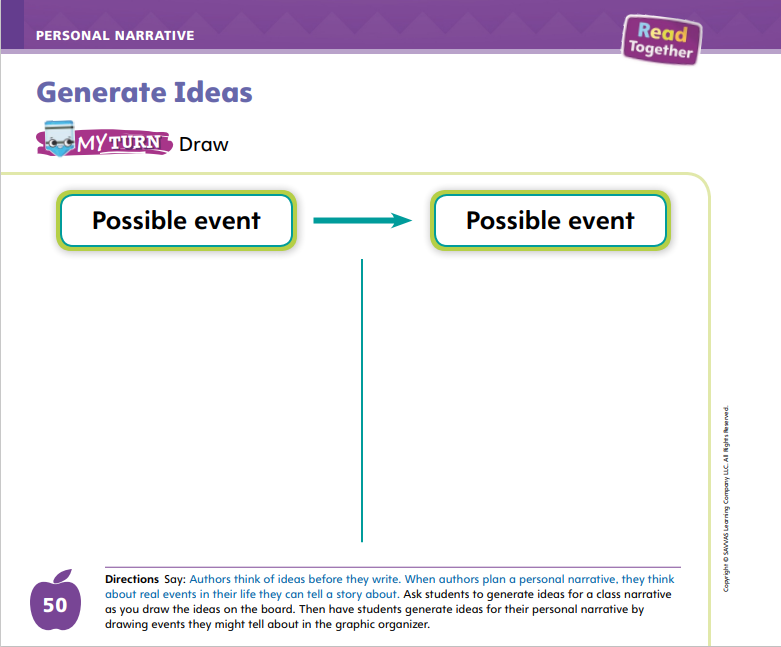 PERSONAL NARRATIVE
Read
Together
Generate Ideas
MY TURN Draw
Possible event
Possible event
Copyright © SAVVAS Learning Company LLC. All Rights Reserved.
Directions Say: Authors think of ideas before they write. When authors plan a personal narrative, they think
about real events in their life they can tell a story about. Ask students to generate ideas for a class narrative
as you draw the ideas on the board. Then have students generate ideas for their personal narrative by
drawing events they might tell about in the graphic organizer.
50